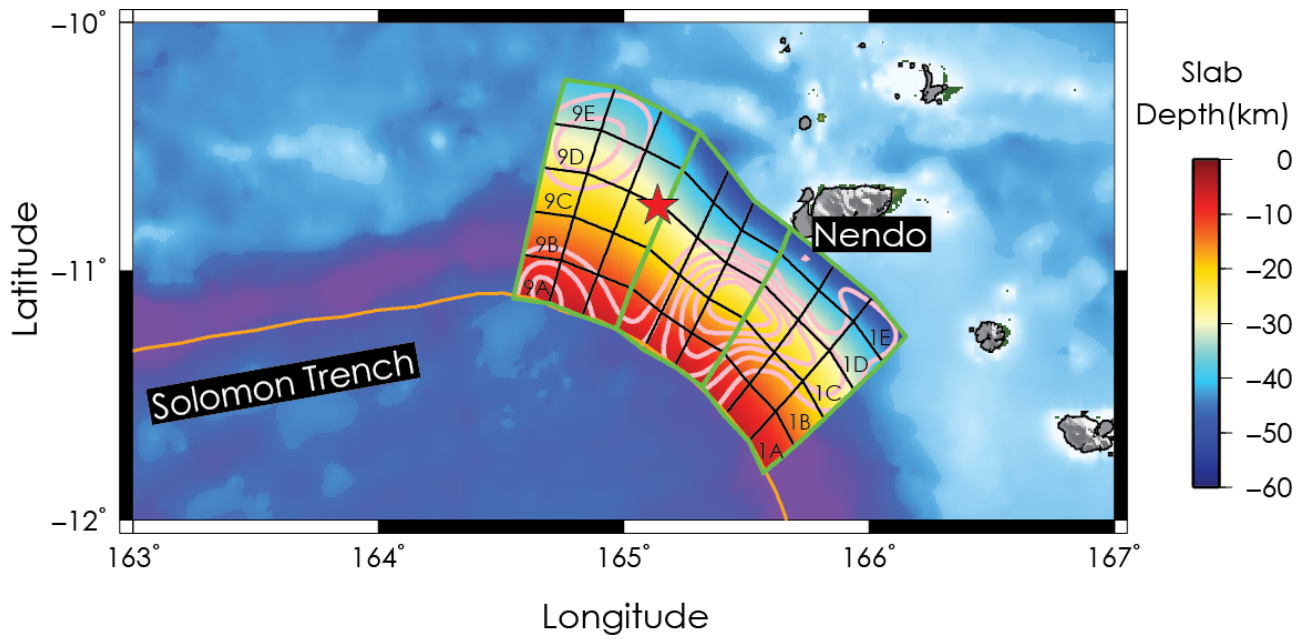 −10°
−11°
−12°
Latitude
163°
164°
165°
166°
167°
Longitude
Solomon Trench
Nendo
9E
9D
9C
9B
9A
1E
1D
1C
1B
1A
Slab
Depth(km)
0
−10
−20
−30
−40
−50
−60